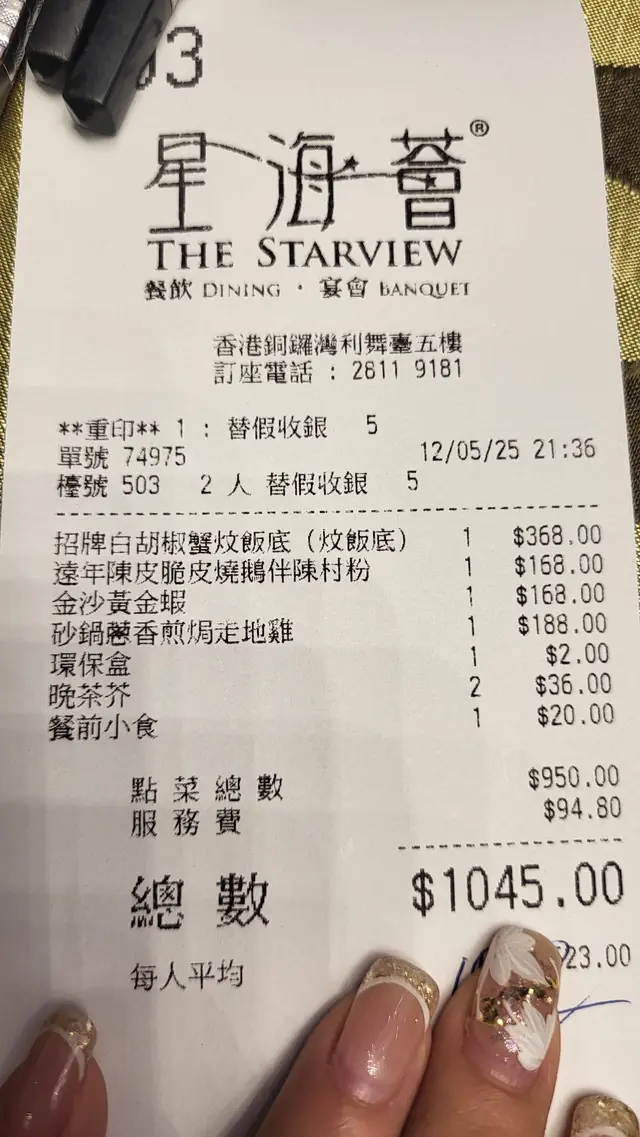 03
星海薈®
THE STARVIEW
餐飲 DINING · 宴會 BANQUET
香港銅鑼灣利舞臺五樓
訂座電話 : 2811 9181
**重印** 1 : 替假收銀 5
單號 74975 12/05/25 21:36
檯號 503 2 人 替假收銀 5
招牌白胡椒蟹炆飯底 (炆飯底) 1 $368.00
遠年陳皮脆皮燒鵝伴陳村粉 1 $168.00
金沙黃金蝦 1 $168.00
砂鍋蔥香煎焗走地雞 1 $188.00
環保盒 1 $2.00
晚茶芥 2 $36.00
餐前小食 1 $20.00
點菜總數 $950.00
服務費 $94.80
總數 $1045.00
每人平均 23.00